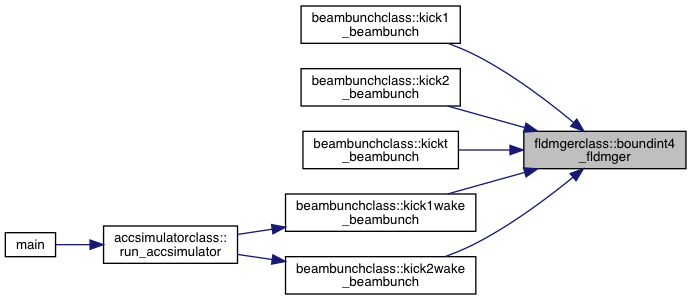 beambunchclass::kick1
_beambunch
beambunchclass::kick2
_beambunch
fldmgerclass::boundint4
_fldmger
beambunchclass::kickt
_beambunch
beambunchclass::kick1wake
_beambunch
main
accsimulatorclass::
run_accsimulator
beambunchclass::kick2wake
_beambunch